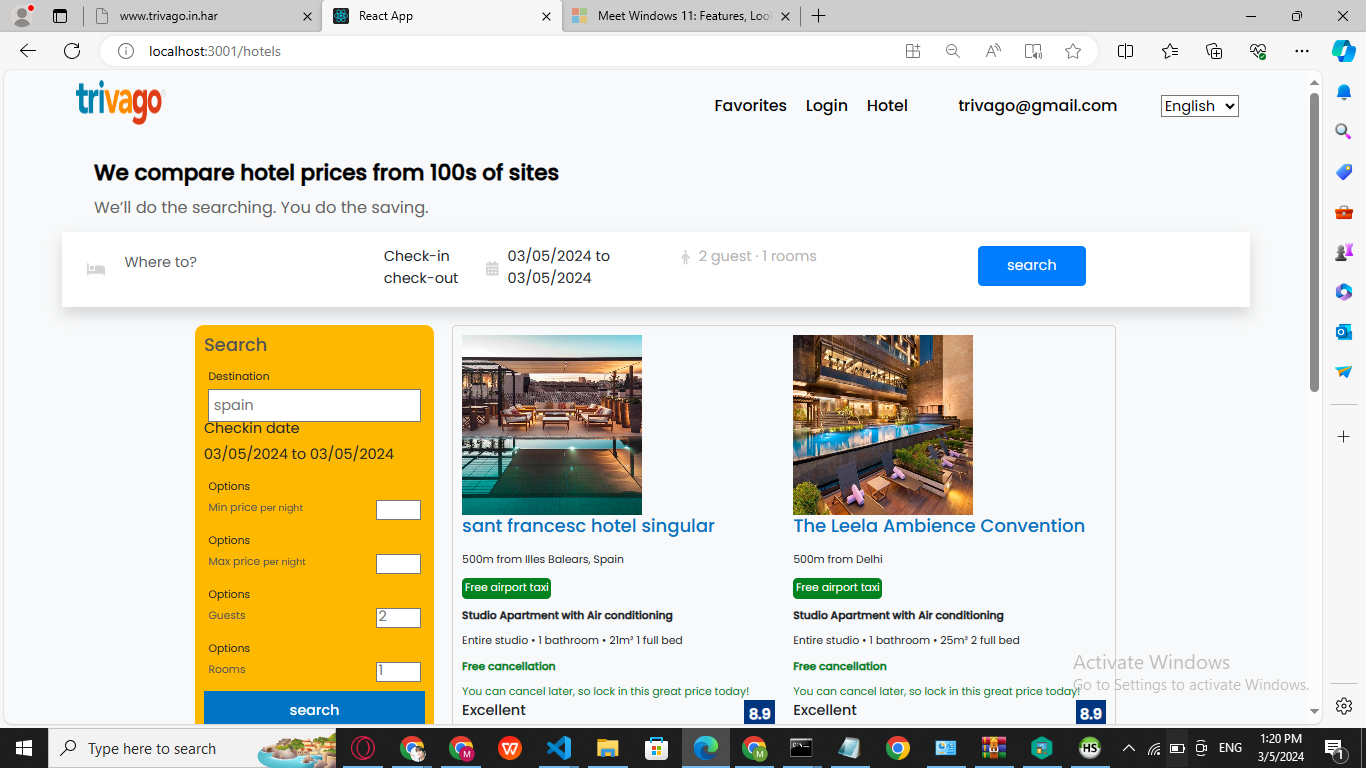 www.trivago.in.har
React App
Meet Windows 11: Features, Loo
localhost:3001/hotels
trivago
Favorites Login Hotel trivago@gmail.com English
We compare hotel prices from 100s of sites
We'll do the searching. You do the saving.
Where to?
Check-in
check-out
03/05/2024 to
03/05/2024
2 guest · 1 rooms
search
Search
Destination
spain
Checkin date
03/05/2024 to 03/05/2024
Options
Min price per night
Options
Max price per night
Options
Guests 2
Options
Rooms 1
search
sant francesc hotel singular
500m from Illes Balears, Spain
Free airport taxi
Studio Apartment with Air conditioning
Entire studio • 1 bathroom • 21m² 1 full bed
Free cancellation
You can cancel later, so lock in this great price today!
Excellent 8.9
The Leela Ambience Convention
500m from Delhi
Free airport taxi
Studio Apartment with Air conditioning
Entire studio • 1 bathroom • 25m² 2 full bed
Free cancellation
You can cancel later, so lock in this great price today!
Excellent 8.9
Activate Windows
Go to Settings to activate Windows.
Type here to search
HS
ENG
1:20 PM
3/5/2024
1